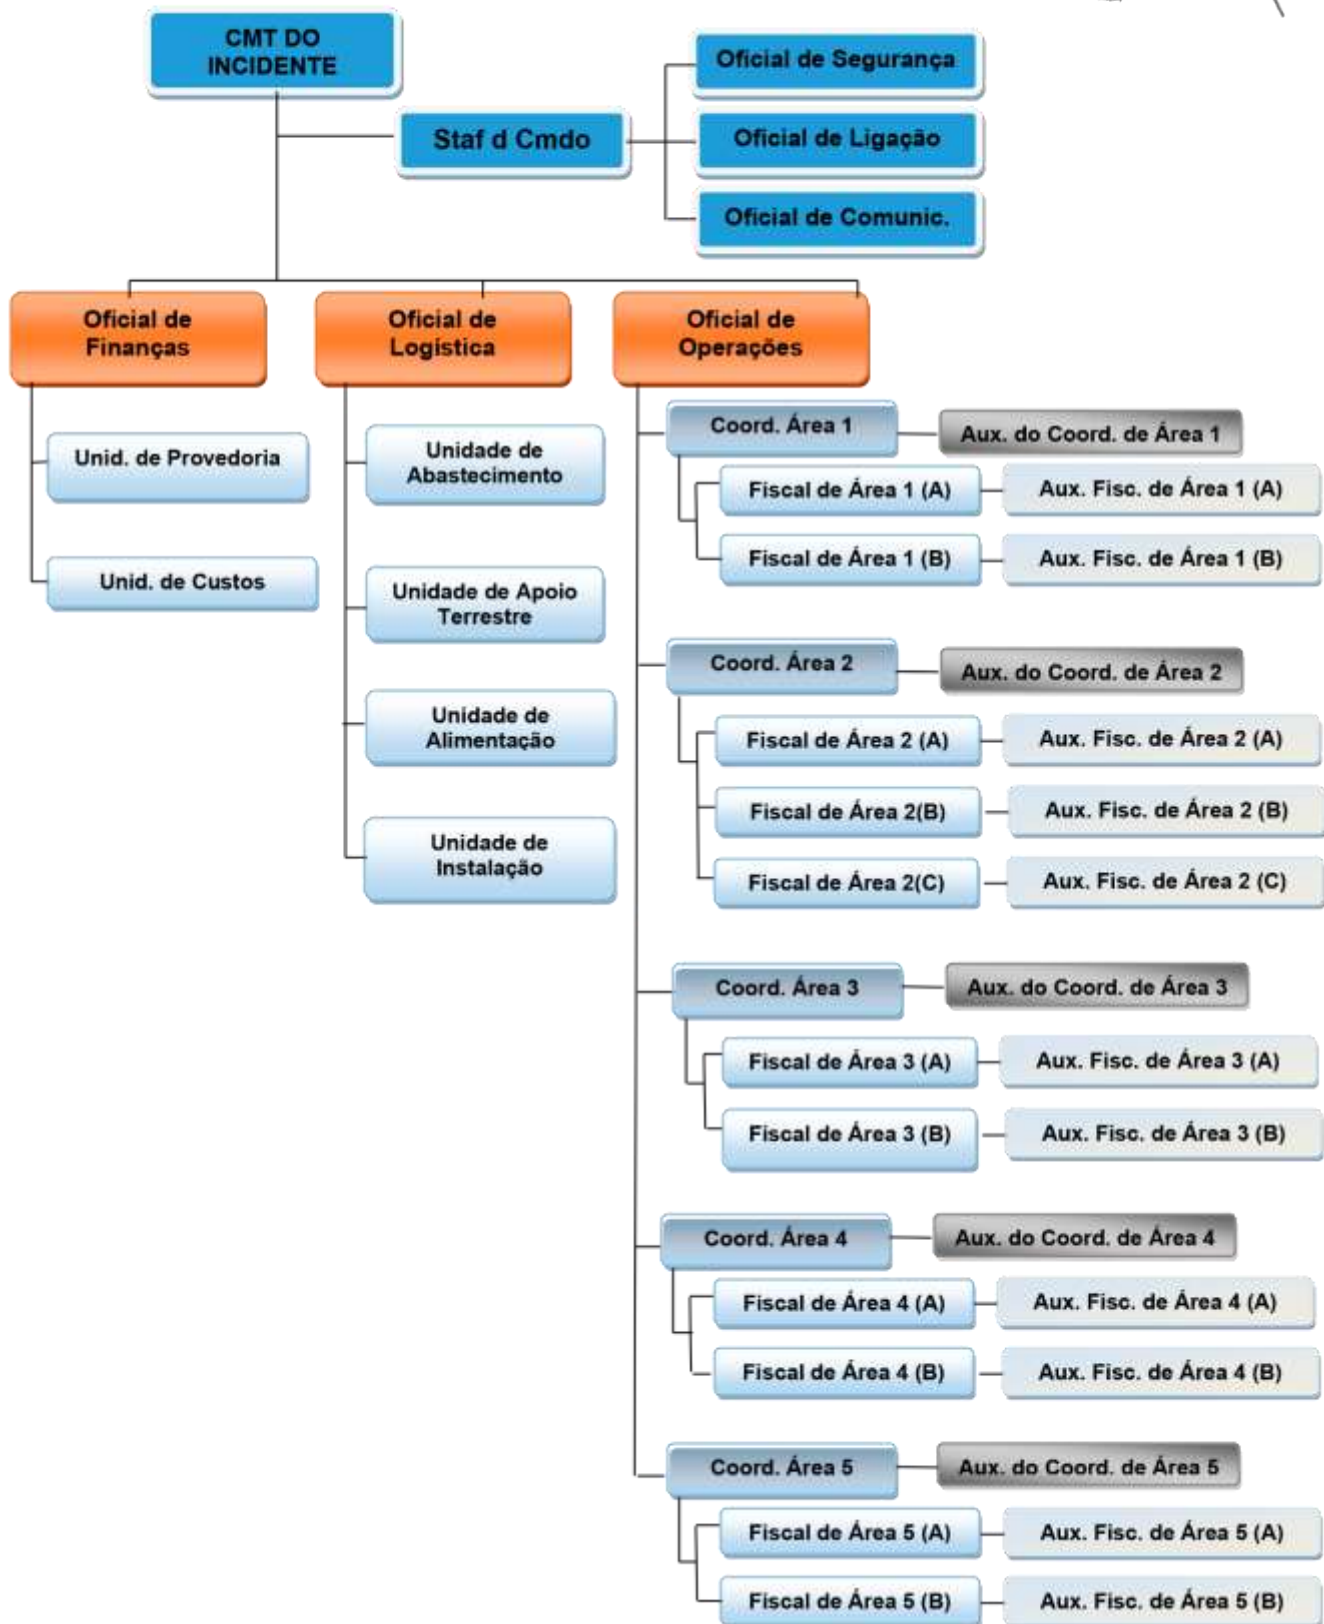 CMT DO
INCIDENTE
Oficial de Segurança
Staf d Cmdo
Oficial de Ligação
Oficial de Comunic.
Oficial de
Finanças
Unid. de Provedoria
Unid. de Custos
Oficial de
Logística
Unidade de
Abastecimento
Unidade de Apoio
Terrestre
Unidade de
Alimentação
Unidade de
Instalação
Oficial de
Operações
Coord. Área 1
Aux. do Coord. de Área 1
Fiscal de Área 1 (A)
Aux. Fisc. de Área 1 (A)
Fiscal de Área 1 (B)
Aux. Fisc. de Área 1 (B)
Coord. Área 2
Aux. do Coord. de Área 2
Fiscal de Área 2 (A)
Aux. Fisc. de Área 2 (A)
Fiscal de Área 2(B)
Aux. Fisc. de Área 2 (B)
Fiscal de Área 2(C)
Aux. Fisc. de Área 2 (C)
Coord. Área 3
Aux. do Coord. de Área 3
Fiscal de Área 3 (A)
Aux. Fisc. de Área 3 (A)
Fiscal de Área 3 (B)
Aux. Fisc. de Área 3 (B)
Coord. Área 4
Aux. do Coord. de Área 4
Fiscal de Área 4 (A)
Aux. Fisc. de Área 4 (A)
Fiscal de Área 4 (B)
Aux. Fisc. de Área 4 (B)
Coord. Área 5
Aux. do Coord. de Área 5
Fiscal de Área 5 (A)
Aux. Fisc. de Área 5 (A)
Fiscal de Área 5 (B)
Aux. Fisc. de Área 5 (B)